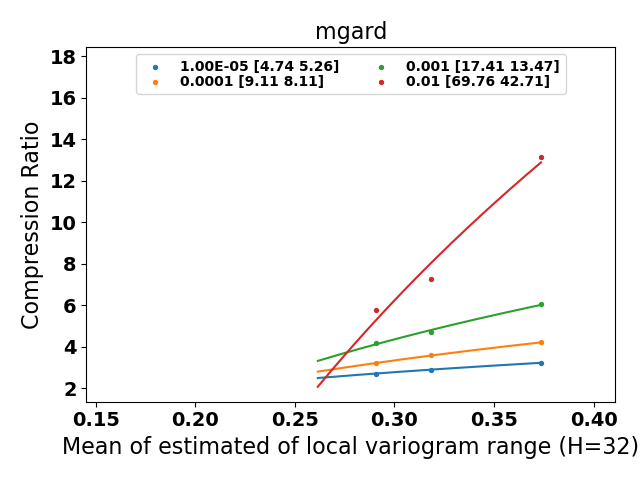 mgard
1.00E-05 [4.74 5.26]
0.0001 [9.11 8.11]
0.001 [17.41 13.47]
0.01 [69.76 42.71]
Compression Ratio
18
16
14
12
10
8
6
4
2
0.15 0.20 0.25 0.30 0.35 0.40
Mean of estimated of local variogram range (H=32)